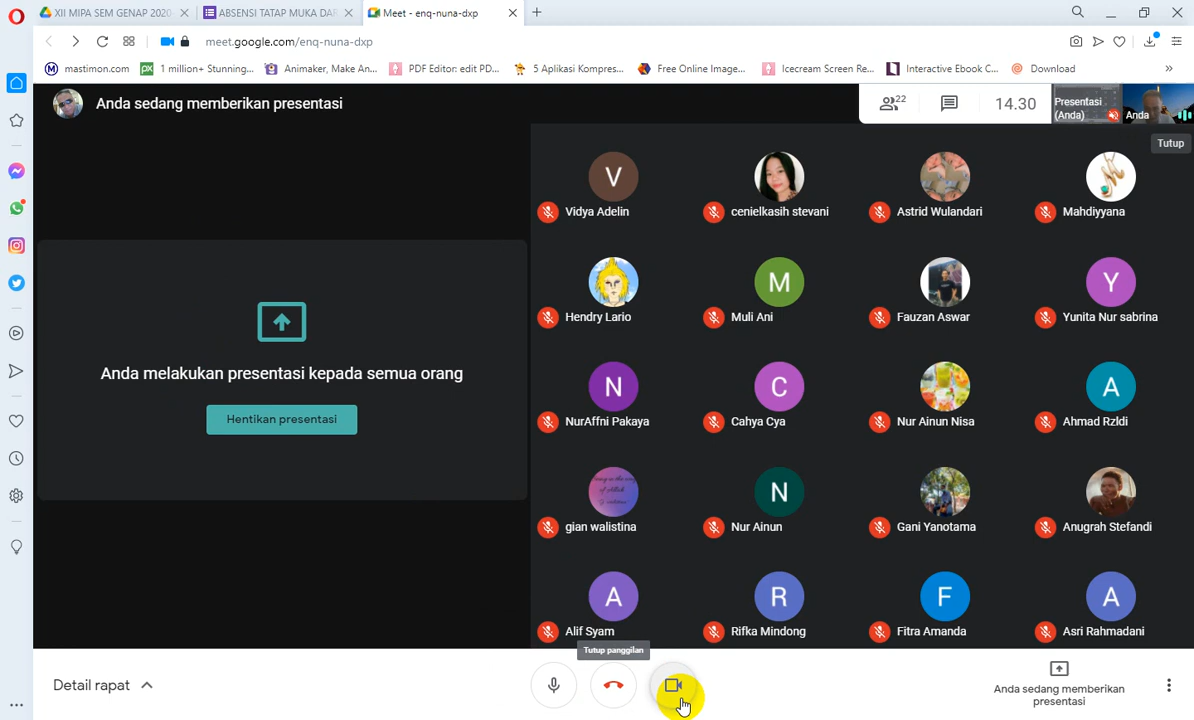 XII MIPA SEM GENAP 2020-
ABSENSI TATAP MUKA DAR
Meet - enq-nuna-dxp
meet.google.com/enq-nuna-dxp
mastimon.com
1 million+ Stunning...
Animaker, Make An...
PDF Editor: edit PD...
5 Aplikasi Kompres...
Free Online Image...
Icecream Screen Re...
Interactive Ebook C...
Download
Anda sedang memberikan presentasi
22
14.30
Presentasi
(Anda)
Anda
Tutup
V
Vidya Adelin
cenielkasih stevani
Astrid Wulandari
Mahdiyyana
Hendry Lario
M
Muli Ani
Fauzan Aswar
Y
Yunita Nur sabrina
Anda melakukan presentasi kepada semua orang
Hentikan presentasi
N
NurAffni Pakaya
C
Cahya Cya
Nur Ainun Nisa
A
Ahmad Rzldi
gian walistina
N
Nur Ainun
Gani Yanotama
Anugrah Stefandi
A
Alif Syam
R
Rifka Mindong
F
Fitra Amanda
A
Asri Rahmadani
Tutup panggilan
Detail rapat
Anda sedang memberikan
presentasi